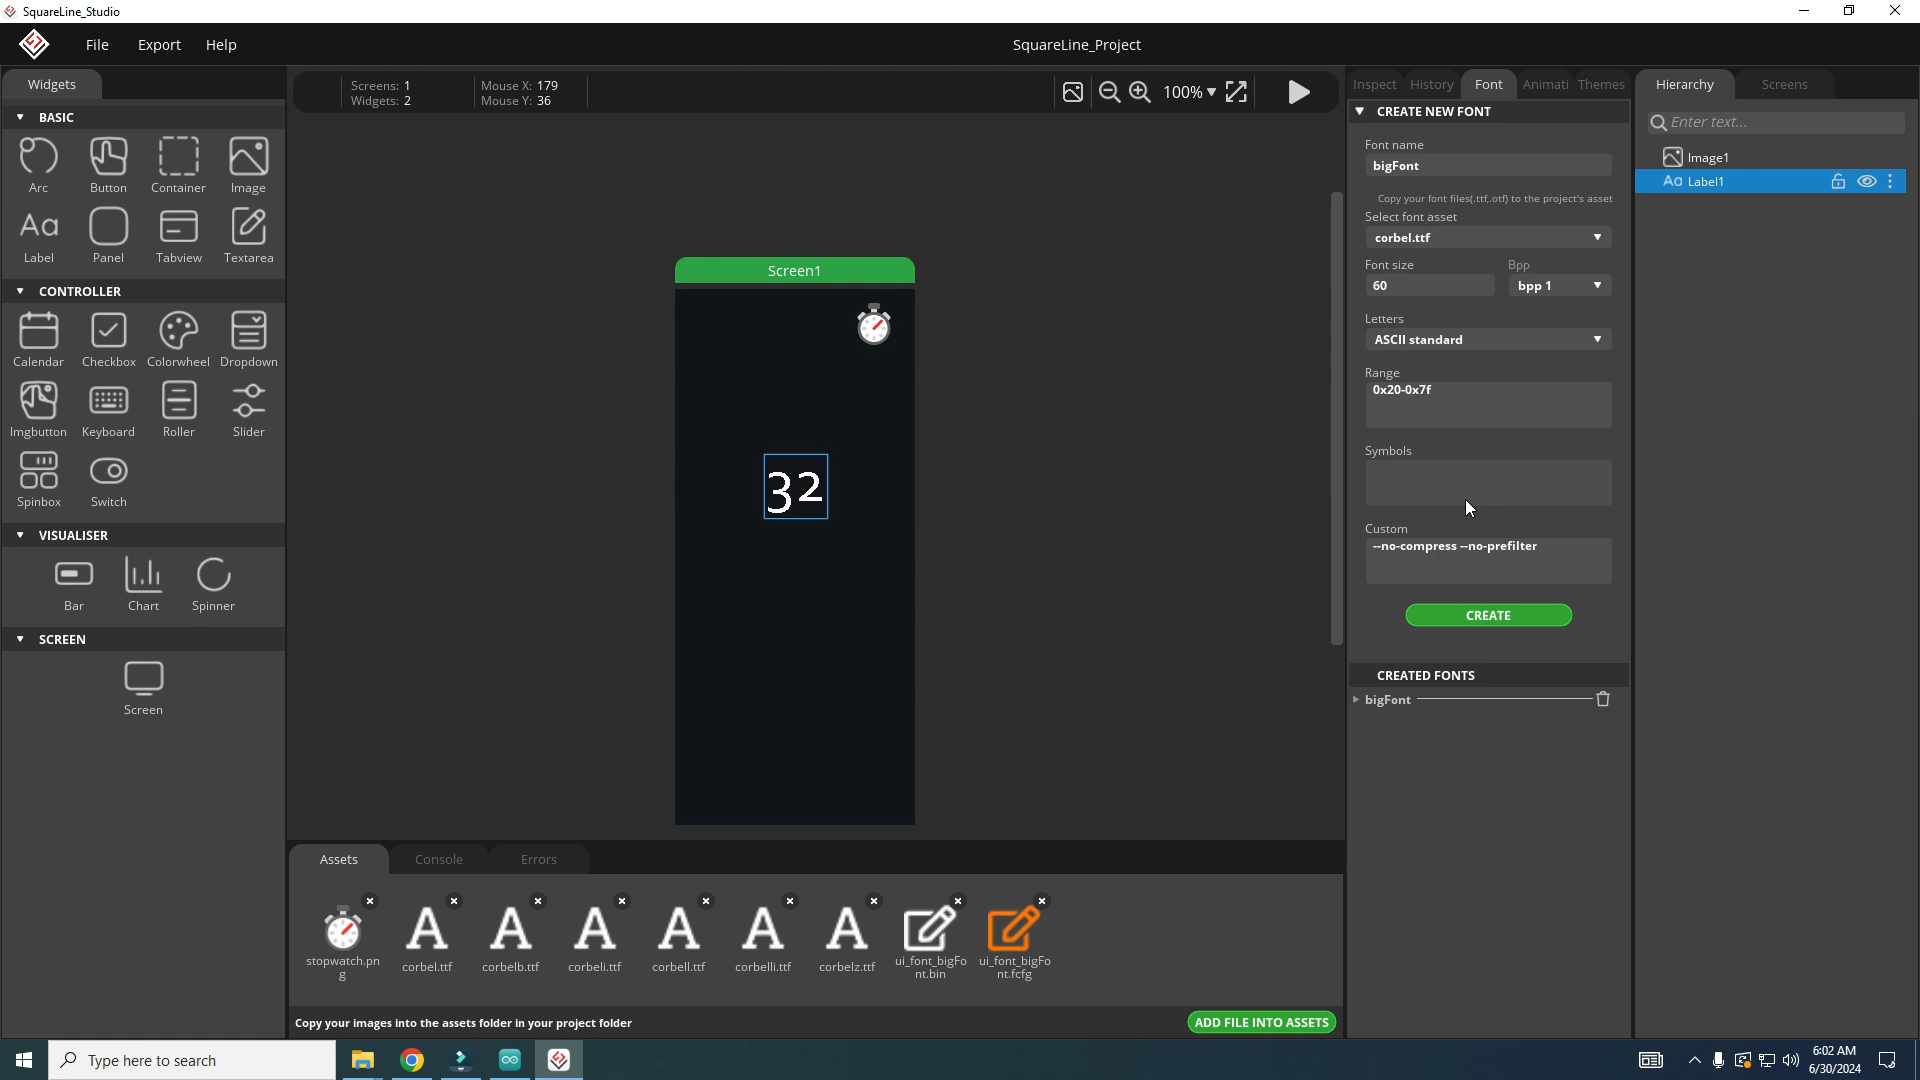 SquareLine_Studio
File
Export
Help
SquareLine_Project
Widgets
BASIC
Arc
Button
Container
Image
Label
Panel
Tabview
Textarea
CONTROLLER
Calendar
Checkbox
Colorwheel
Dropdown
Imgbutton
Keyboard
Roller
Slider
Spinbox
Switch
VISUALISER
Bar
Chart
Spinner
SCREEN
Screen
Screens: 1
Widgets: 2
Mouse X: 179
Mouse Y: 36
100%
Screen1
32
Assets
Console
Errors
stopwatch.pn
g
corbel.ttf
corbelb.ttf
corbeli.ttf
corbell.ttf
corbelli.ttf
corbelz.ttf
ui_font_bigFo
nt.bin
ui_font_bigFo
nt.fcfg
Copy your images into the assets folder in your project folder
ADD FILE INTO ASSETS
Inspect
History
Font
Animati
Themes
CREATE NEW FONT
Font name
bigFont
Copy your font files(.ttf,.otf) to the project's asset
Select font asset
corbel.ttf
Font size
Bpp
60
bpp 1
Letters
ASCII standard
Range
0x20-0x7f
Symbols
Custom
--no-compress --no-prefilter
CREATE
CREATED FONTS
bigFont
Hierarchy
Screens
Enter text...
Image1
Aa Label1
Type here to search
6:02 AM
6/30/2024